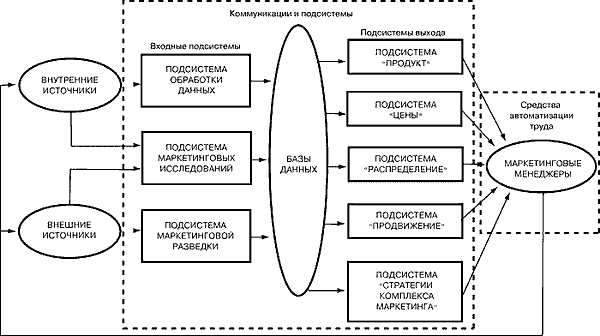 Коммуникации и подсистемы
Входные подсистемы
Подсистемы выхода
ВНУТРЕННИЕ
ИСТОЧНИКИ
ВНЕШНИЕ
ИСТОЧНИКИ
ПОДСИСТЕМА
ОБРАБОТКИ
ДАННЫХ
ПОДСИСТЕМА
МАРКЕТИНГОВЫХ
ИССЛЕДОВАНИЙ
ПОДСИСТЕМА
МАРКЕТИНГОВОЙ
РАЗВЕДКИ
БАЗЫ
ДАННЫХ
ПОДСИСТЕМА
"ПРОДУКТ"
ПОДСИСТЕМА
"ЦЕНЫ"
ПОДСИСТЕМА
"РАСПРЕДЕЛЕНИЕ"
ПОДСИСТЕМА
"ПРОДВИЖЕНИЕ"
ПОДСИСТЕМА
"СТРАТЕГИИ
КОМПЛЕКСА
МАРКЕТИНГА"
Средства
автоматизации
труда
МАРКЕТИНГОВЫЕ
МЕНЕДЖЕРЫ